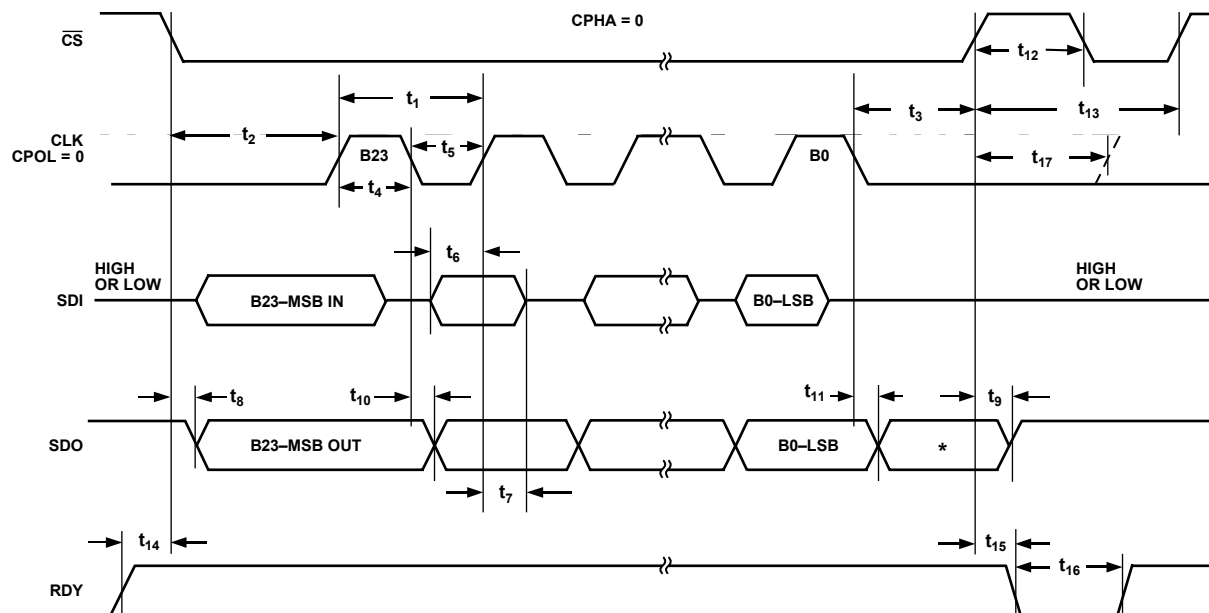 CPHA = 0
CS
t12
t1
t3
t13
t2
CLK
CPOL = 0
B23
t5
B0
t17
t4
t6
HIGH
OR LOW
HIGH
OR LOW
SDI
B23–MSB IN
B0–LSB
t8
t10
t11
t9
SDO
B23–MSB OUT
B0–LSB
*
t7
t14
t15
t16
RDY